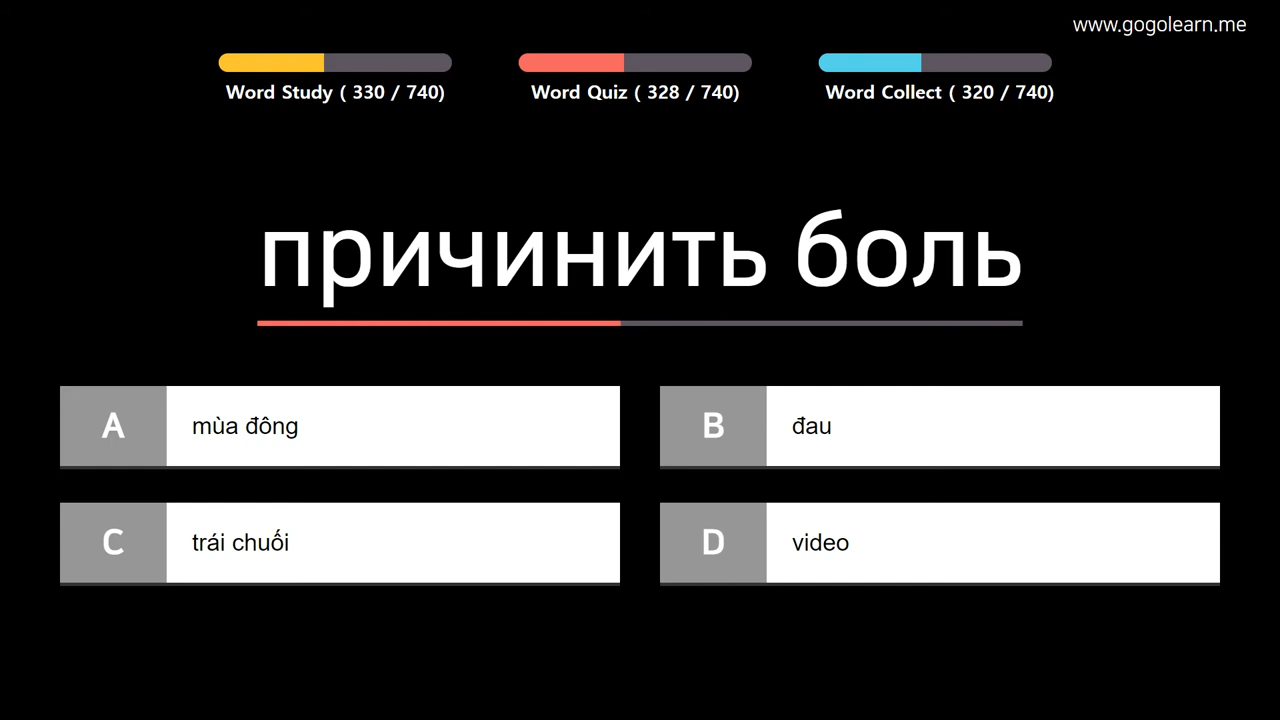 www.gogolearn.me
Word Study ( 330 / 740)
Word Quiz ( 328 / 740)
Word Collect ( 320 / 740)
причинить боль
A
mùa đông
B
đau
C
trái chuối
D
video